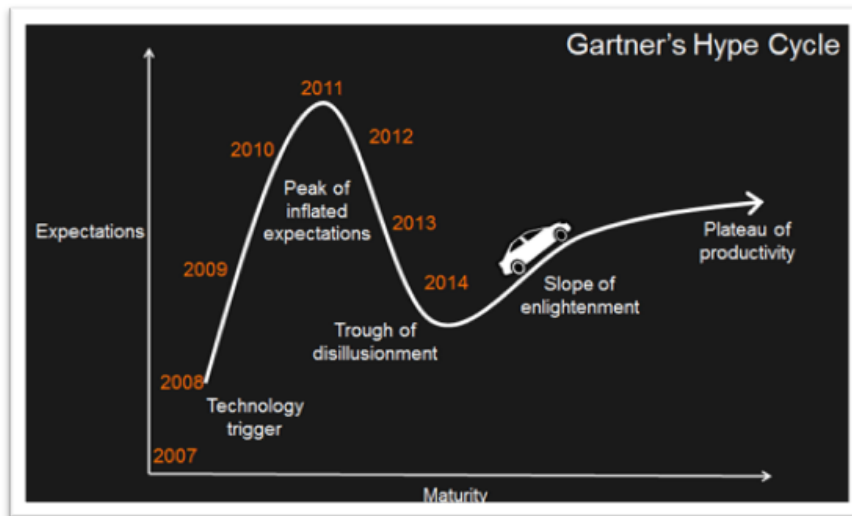 Gartner's Hype Cycle
2011
2010
2012
Peak of
inflated
expectations
Expectations
2013
Plateau of
productivity
2009
2014
Slope of
enlightenment
Trough of
disillusionment
2008
Technology
trigger
2007
Maturity